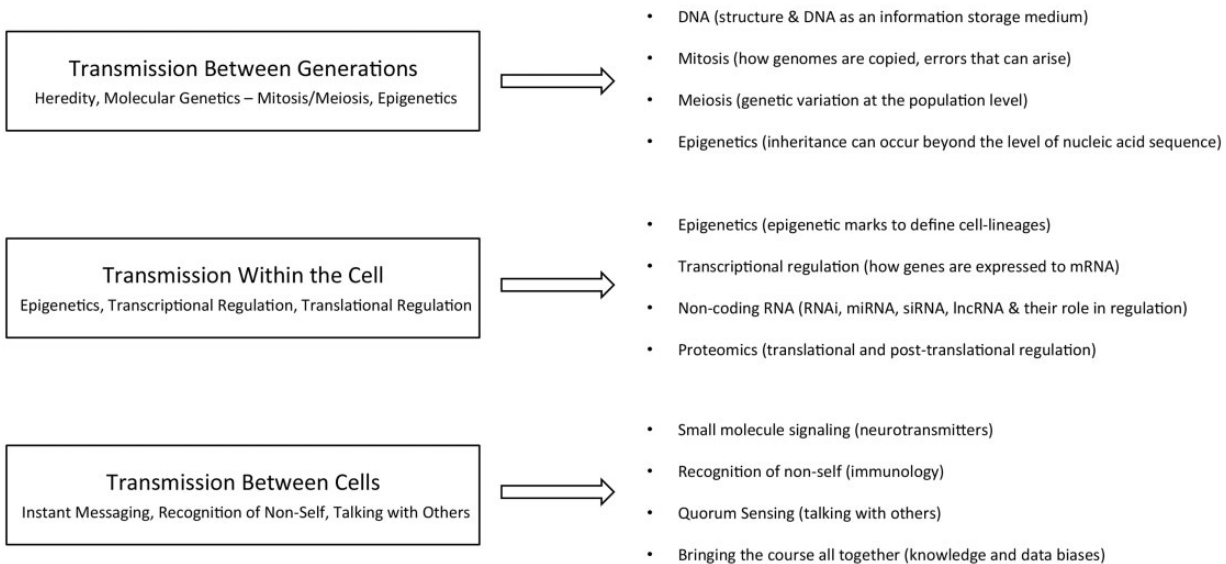 Transmission Between Generations
Heredity, Molecular Genetics – Mitosis/Meiosis, Epigenetics
• DNA (structure & DNA as an information storage medium)
• Mitosis (how genomes are copied, errors that can arise)
• Meiosis (genetic variation at the population level)
• Epigenetics (inheritance can occur beyond the level of nucleic acid sequence)
Transmission Within the Cell
Epigenetics, Transcriptional Regulation, Translational Regulation
• Epigenetics (epigenetic marks to define cell-lineages)
• Transcriptional regulation (how genes are expressed to mRNA)
• Non-coding RNA (RNAi, miRNA, siRNA, lncRNA & their role in regulation)
• Proteomics (translational and post-translational regulation)
Transmission Between Cells
Instant Messaging, Recognition of Non-Self, Talking with Others
• Small molecule signaling (neurotransmitters)
• Recognition of non-self (immunology)
• Quorum Sensing (talking with others)
• Bringing the course all together (knowledge and data biases)